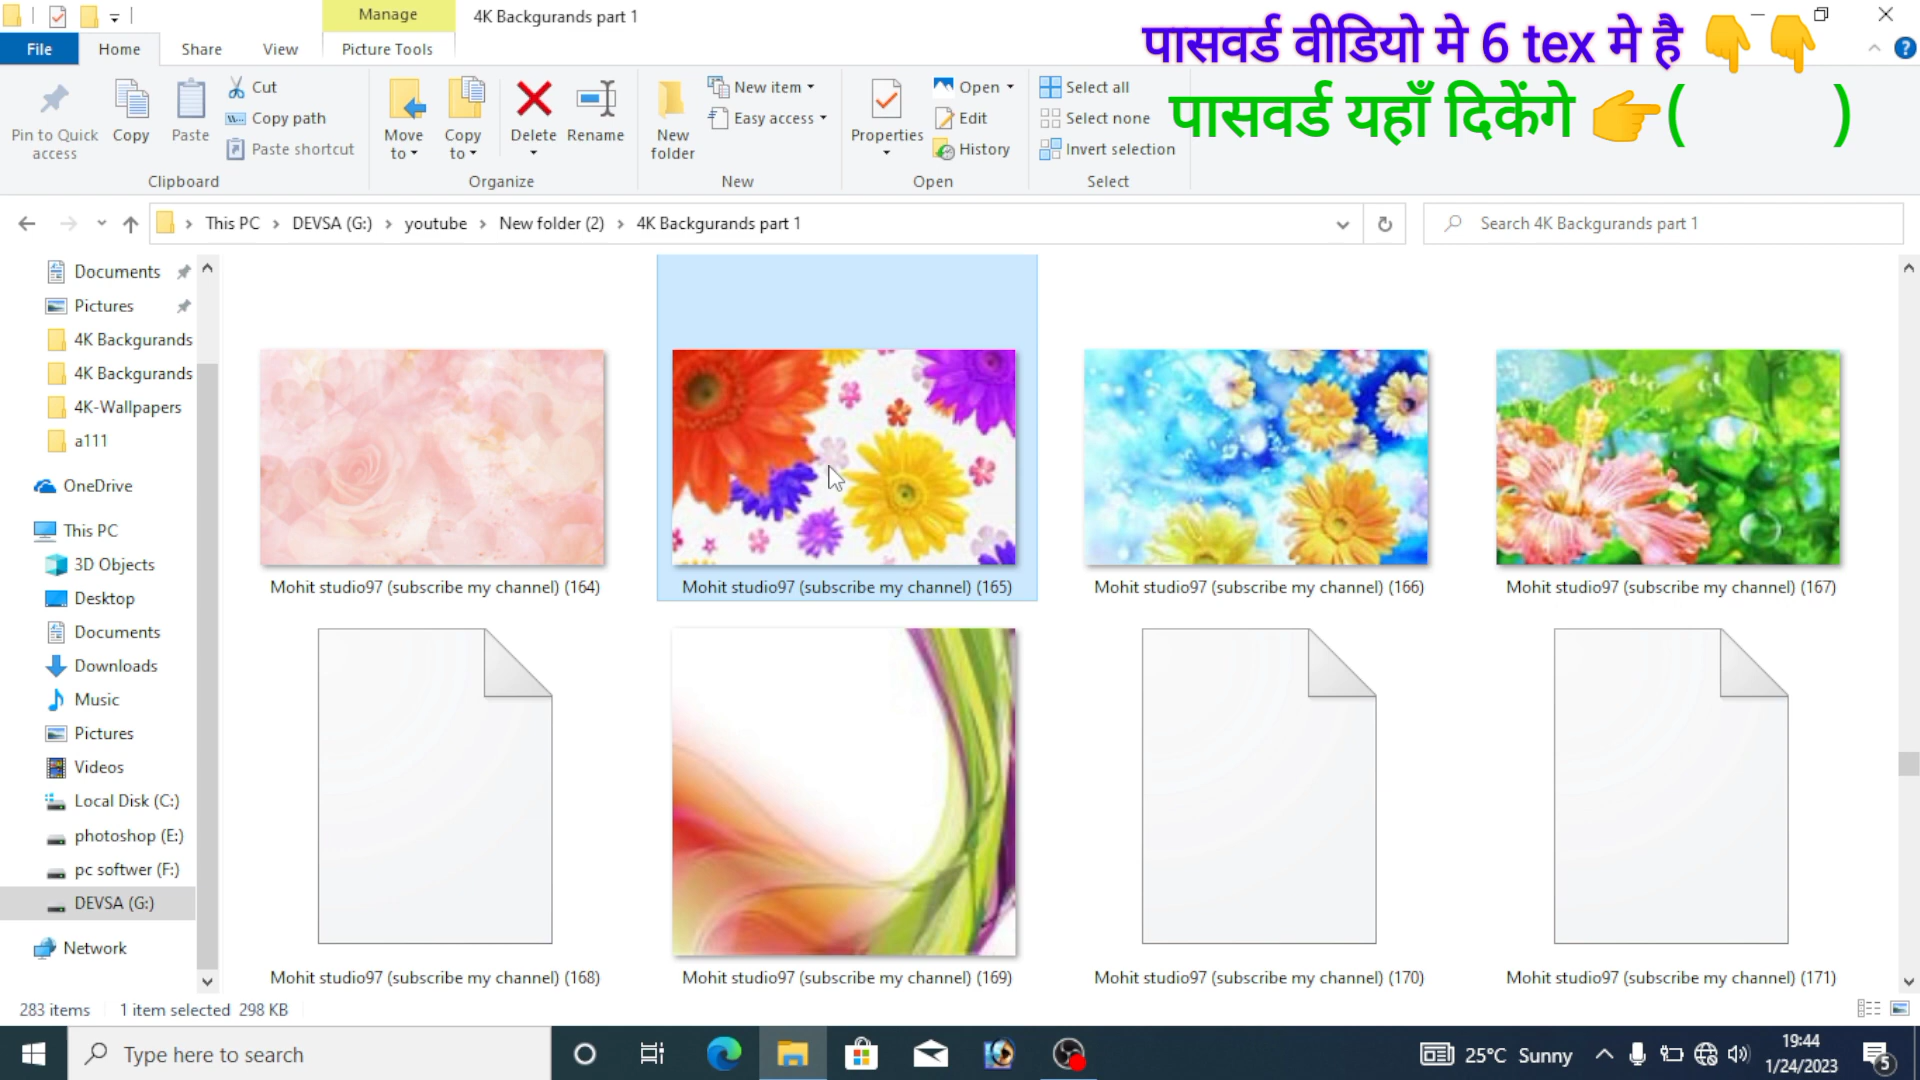 Manage
4K Backgurands part 1
पासवर्ड वीडियो मे 6 tex मे है
File
Home
Share
View
Picture Tools
पासवर्ड यहाँ दिकेंगे ( )
Pin to Quick access
Copy
Paste
Cut
Copy path
Paste shortcut
Move to
Copy to
Delete
Rename
New folder
New item
Easy access
Properties
Open
Edit
History
Select all
Select none
Invert selection
Clipboard
Organize
New
Open
Select
This PC
DEVSA (G:)
youtube
New folder (2)
4K Backgurands part 1
Search 4K Backgurands part 1
Documents
Pictures
4K Backgurands
4K Backgurands
4K-Wallpapers
a111
OneDrive
This PC
3D Objects
Desktop
Documents
Downloads
Music
Pictures
Videos
Local Disk (C:)
photoshop (E:)
pc softwer (F:)
DEVSA (G:)
Network
Mohit studio97 (subscribe my channel) (164)
Mohit studio97 (subscribe my channel) (165)
Mohit studio97 (subscribe my channel) (166)
Mohit studio97 (subscribe my channel) (167)
Mohit studio97 (subscribe my channel) (168)
Mohit studio97 (subscribe my channel) (169)
Mohit studio97 (subscribe my channel) (170)
Mohit studio97 (subscribe my channel) (171)
283 items
1 item selected 298 KB
Type here to search
25°C Sunny
19:44
1/24/2023
5